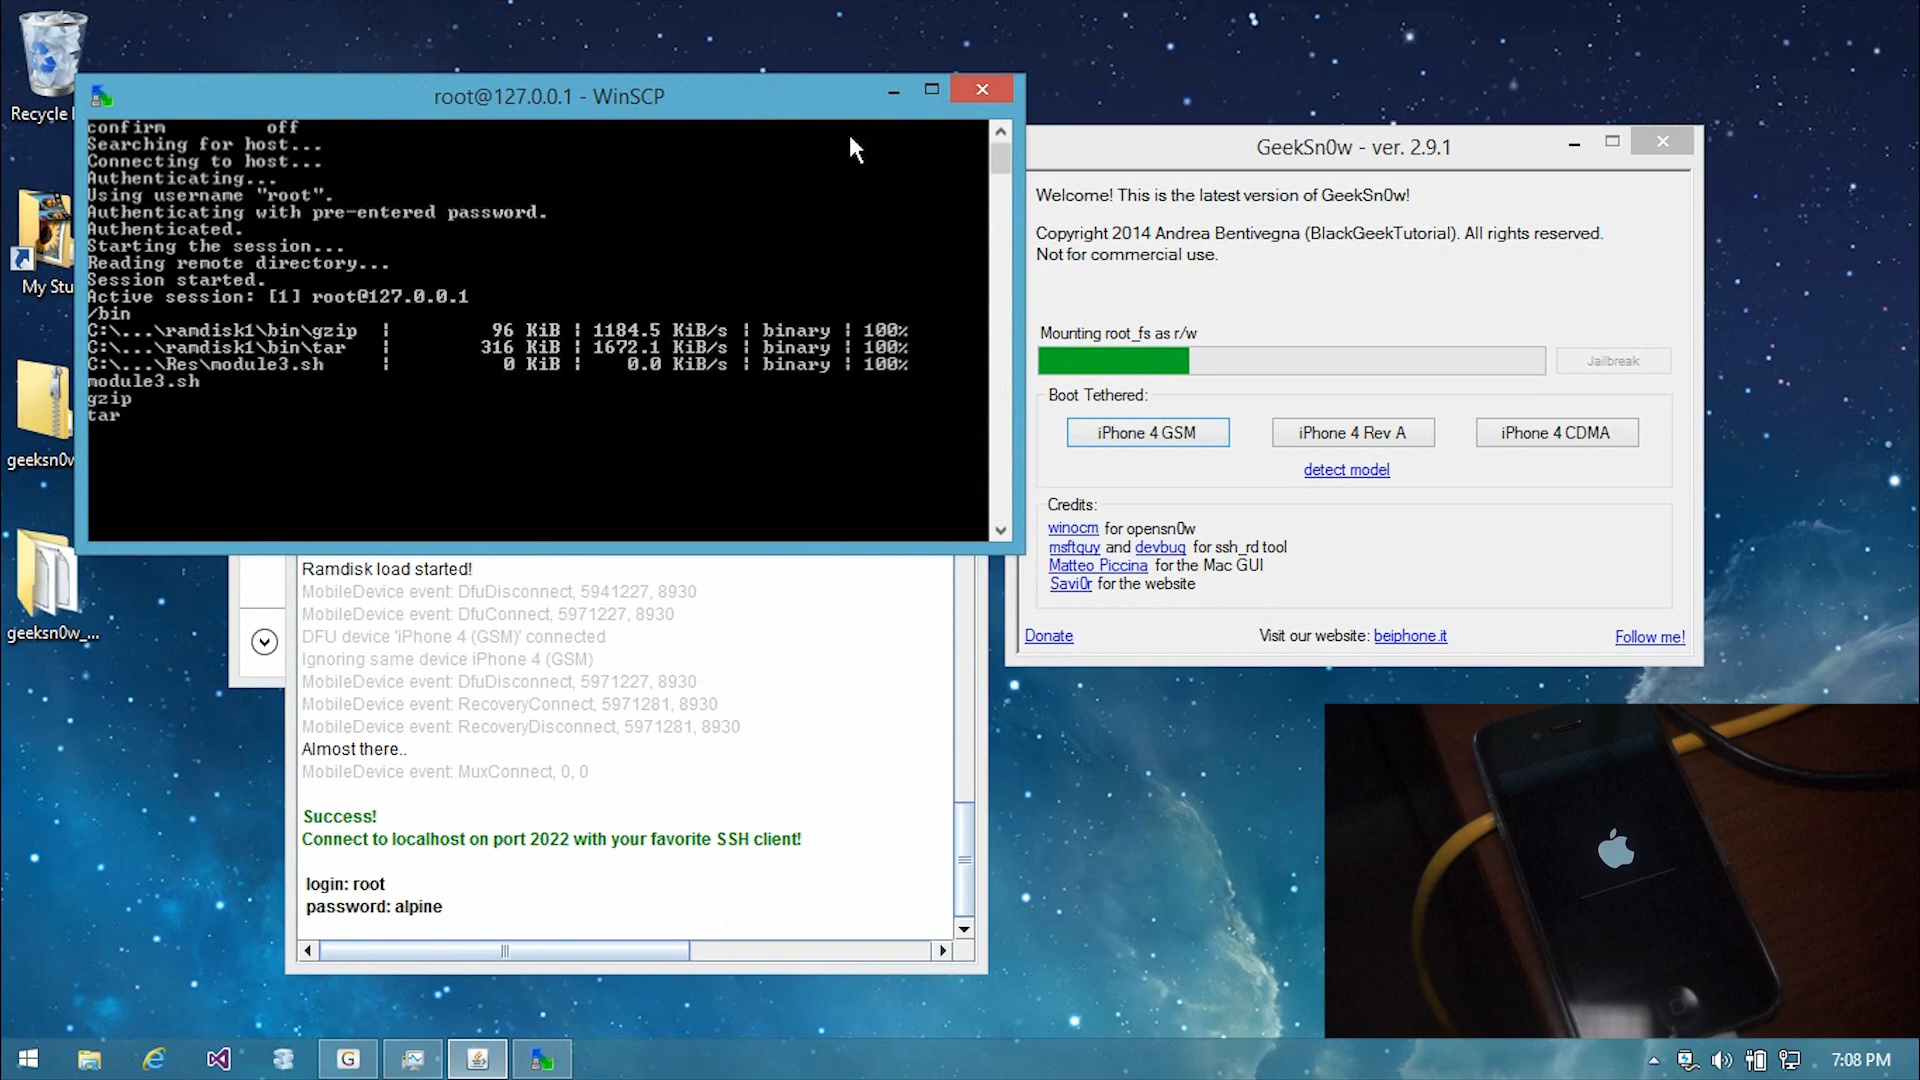 Recycle
My Stu
geeksn0w
geeksn0w_...
root@127.0.0.1 - WinSCP
confirm off
Searching for host...
Connecting to host...
Authenticating...
Using username "root".
Authenticating with pre-entered password.
Authenticated.
Starting the session...
Reading remote directory...
Session started.
Active session: [1] root@127.0.0.1
/bin
C:\...\ramdisk1\bin\gzip | 96 KiB | 1184.5 KiB/s | binary | 100%
C:\...\ramdisk1\bin\tar | 316 KiB | 1672.1 KiB/s | binary | 100%
C:\...\Res\module3.sh | 0 KiB | 0.0 KiB/s | binary | 100%
module3.sh
gzip
tar
Ramdisk load started!
MobileDevice event: DfuDisconnect, 5941227, 8930
MobileDevice event: DfuConnect, 5971227, 8930
DFU device 'iPhone 4 (GSM)' connected
Ignoring same device iPhone 4 (GSM)
MobileDevice event: DfuDisconnect, 5971227, 8930
MobileDevice event: RecoveryConnect, 5971281, 8930
MobileDevice event: RecoveryDisconnect, 5971281, 8930
Almost there..
MobileDevice event: MuxConnect, 0, 0
Success!
Connect to localhost on port 2022 with your favorite SSH client!
login: root
password: alpine
GeekSn0w - ver. 2.9.1
Welcome! This is the latest version of GeekSn0w!
Copyright 2014 Andrea Bentivegna (BlackGeekTutorial). All rights reserved.
Not for commercial use.
Mounting root_fs as r/w
Jailbreak
Boot Tethered:
iPhone 4 GSM iPhone 4 Rev A iPhone 4 CDMA
detect model
Credits:
winocm for opensn0w
msftguy and devbug for ssh_rd tool
Matteo Piccina for the Mac GUI
Savi0r for the website
Donate Visit our website: beiphone.it Follow me!
G
7:08 PM